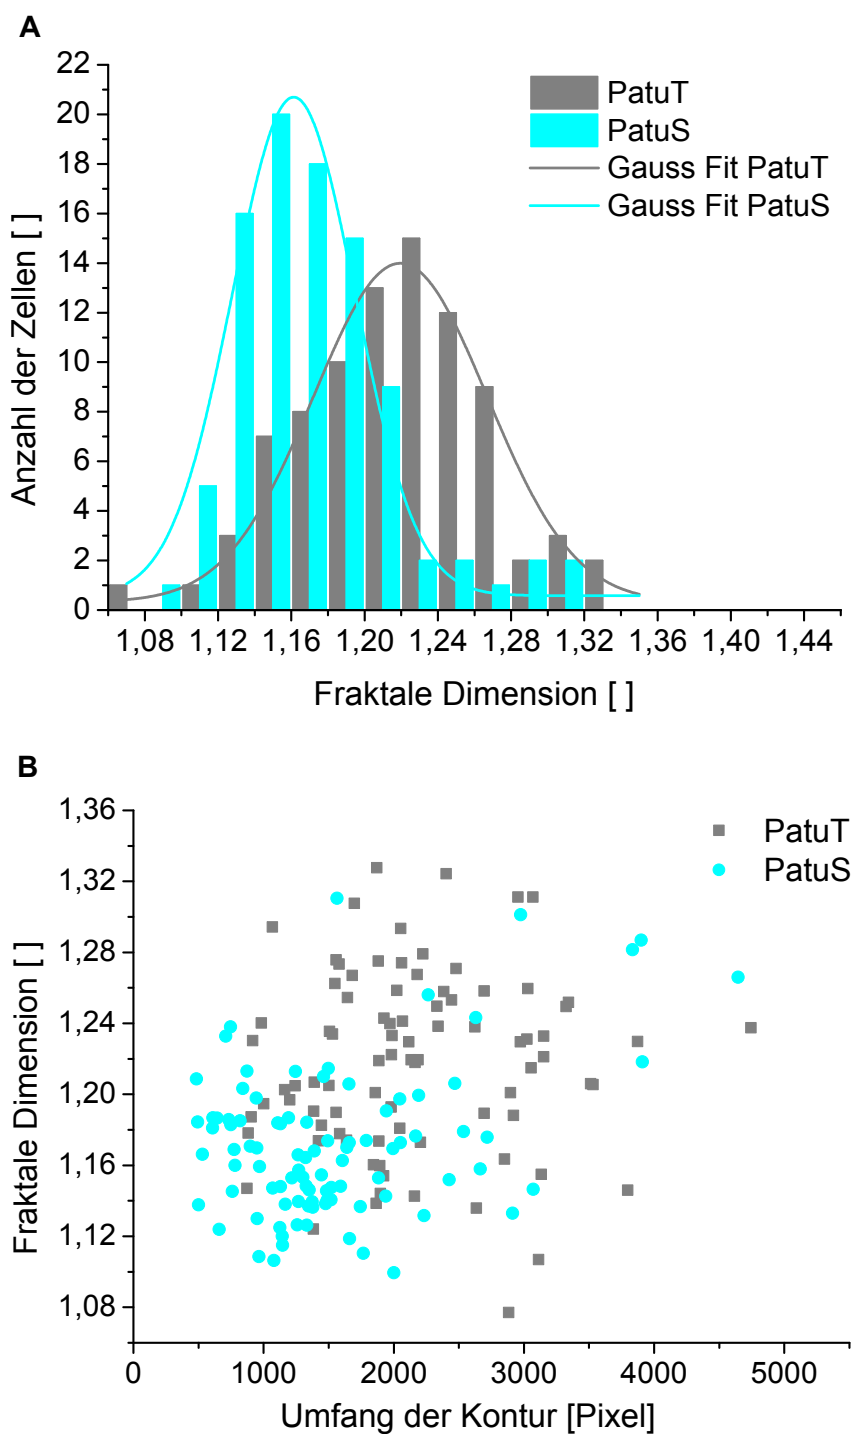 A
22
20
18
16
14
12
10
8
6
4
2
0
Anzahl der Zellen [ ]
PatuT
PatuS
Gauss Fit PatuT
Gauss Fit PatuS
1,08 1,12 1,16 1,20 1,24 1,28 1,32 1,36 1,40 1,44
Fraktale Dimension [ ]
B
1,36
1,32
1,28
1,24
1,20
1,16
1,12
1,08
Fraktale Dimension [ ]
PatuT
PatuS
0 1000 2000 3000 4000 5000
Umfang der Kontur [Pixel]